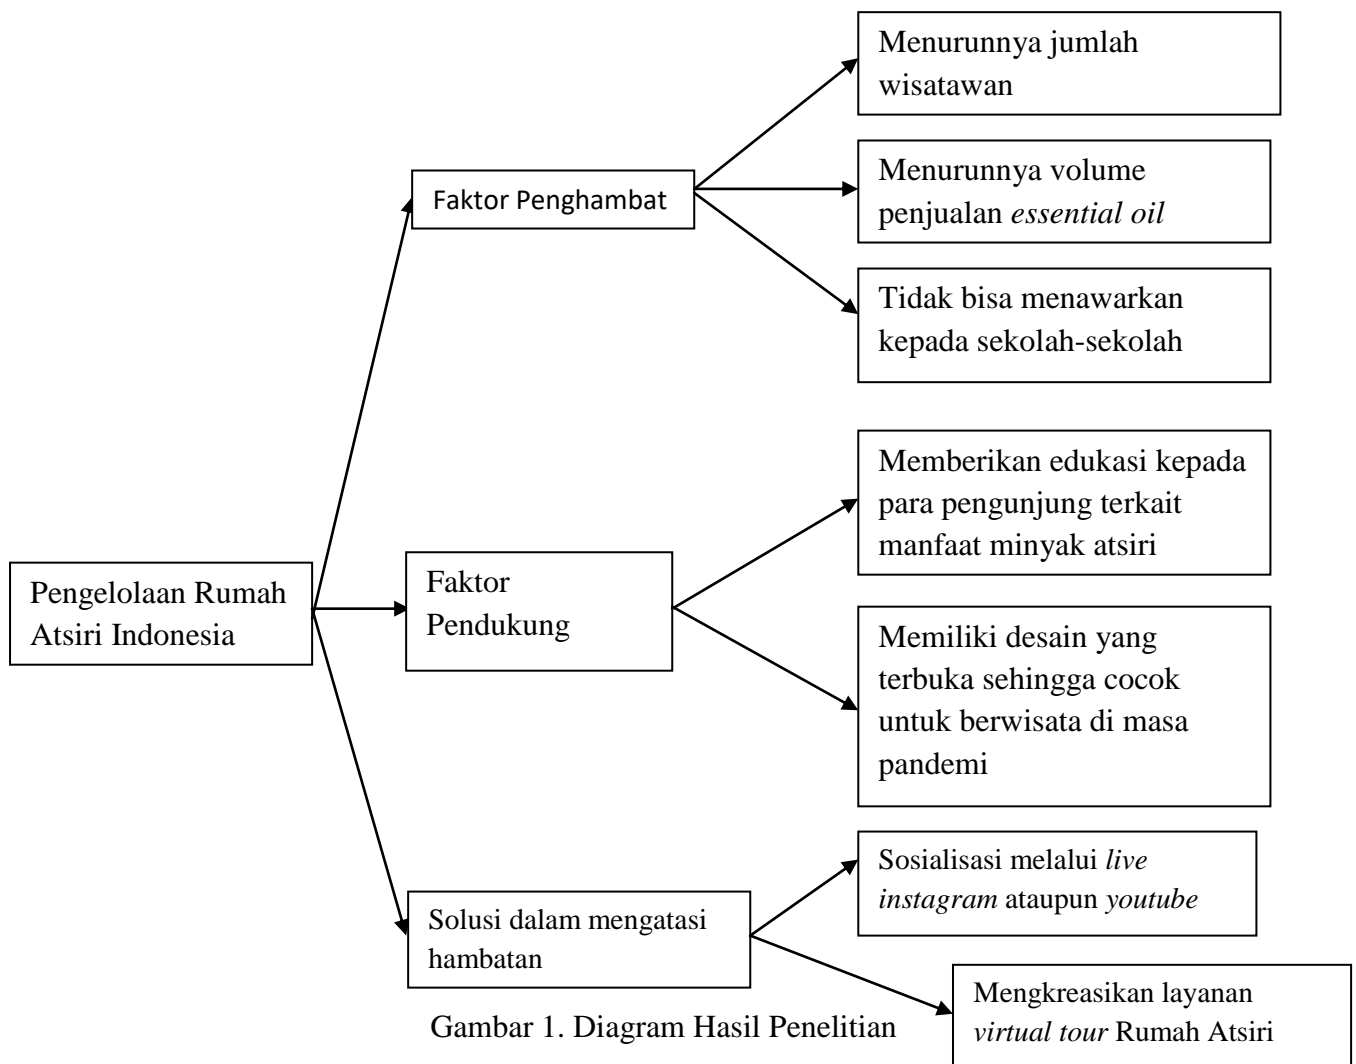 Menurunnya jumlah
wisatawan
Faktor Penghambat
Menurunnya volume
penjualan essential oil
Tidak bisa menawarkan
kepada sekolah-sekolah
Memberikan edukasi kepada
para pengunjung terkait
manfaat minyak atsiri
Pengelolaan Rumah
Atsiri Indonesia
Faktor
Pendukung
Memiliki desain yang
terbuka sehingga cocok
untuk berwisata di masa
pandemi
Sosialisasi melalui live
instagram ataupun youtube
Solusi dalam mengatasi
hambatan
Mengkreasikan layanan
virtual tour Rumah Atsiri
Gambar 1. Diagram Hasil Penelitian